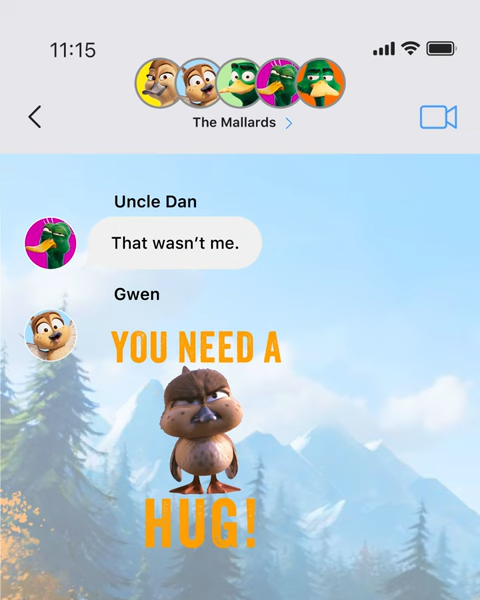 11:15
The Mallards
Uncle Dan
That wasn’t me.
Gwen
YOU NEED A
HUG!